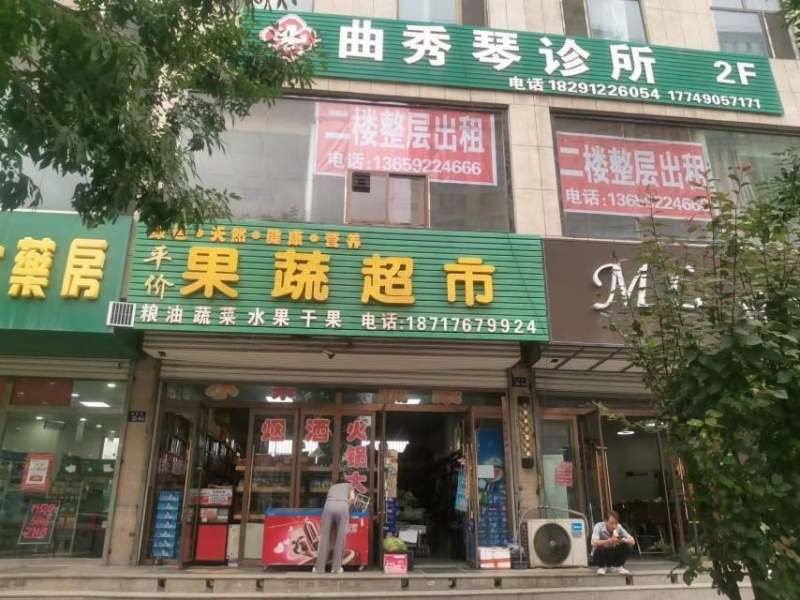 曲秀琴诊所 2F
电话 18291226054 17749057171
二楼整层出租
电话：13659224666
二楼整层出租
电话：13659224666
天然·健康·营养
平价 果蔬超市
粮油蔬菜水果干果 电话:18717679924
药房
烟酒
火锅